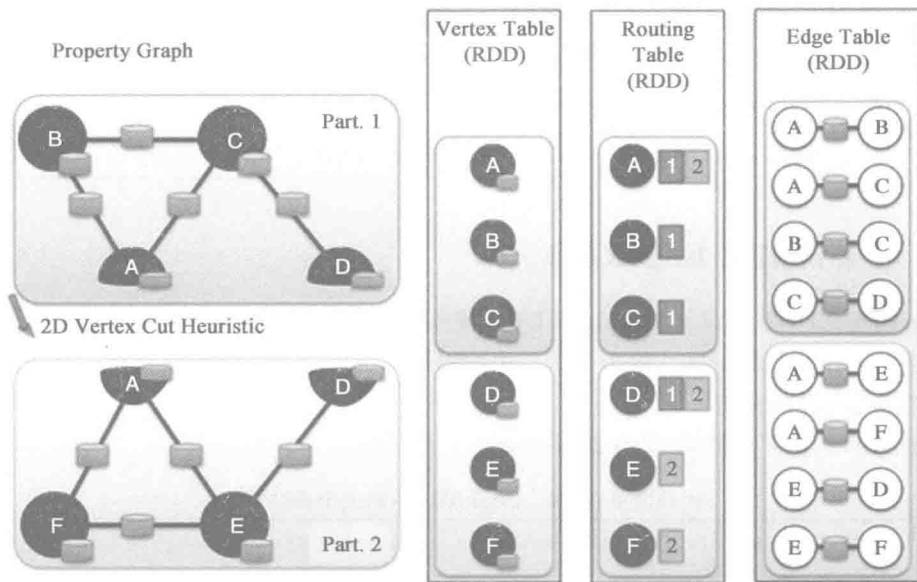 Property Graph
Part. 1
B
C
A
D
2D Vertex Cut Heuristic
A
D
F
E
Part. 2
Vertex Table
(RDD)
A
B
C
D
E
F
Routing
Table
(RDD)
A 1 2
B 1
C 1
D 1 2
E 2
F 2
Edge Table
(RDD)
A B
A C
B C
C D
A E
A F
E D
E F